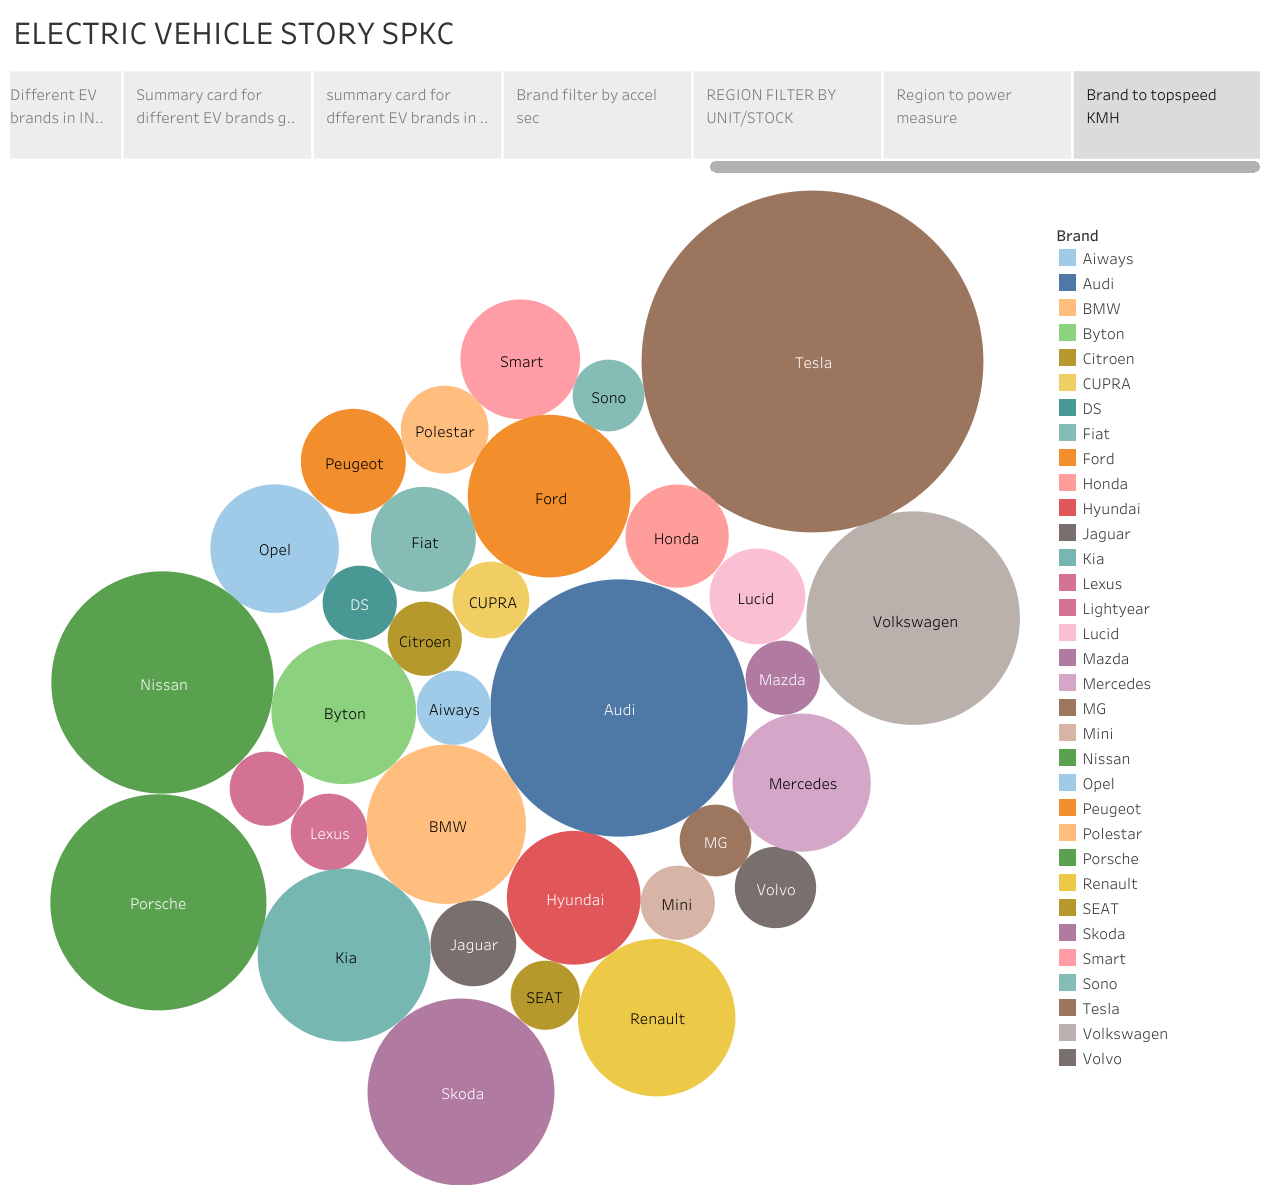 ELECTRIC VEHICLE STORY SPKC
Different EV
brands in IN..
Summary card for
different EV brands g..
summary card for
dfferent EV brands in ..
Brand filter by accel
sec
REGION FILTER BY
UNIT/STOCK
Region to power
measure
Brand to topspeed
KMH
Tesla
Smart
Sono
Polestar
Peugeot
Ford
Honda
Fiat
Opel
Lucid
CUPRA
DS
Volkswagen
Citroen
Mazda
Nissan
Aiways
Audi
Byton
Mercedes
BMW
Lexus
MG
Volvo
Hyundai
Mini
Porsche
Jaguar
Kia
SEAT
Renault
Skoda
Brand
Aiways
Audi
BMW
Byton
Citroen
CUPRA
DS
Fiat
Ford
Honda
Hyundai
Jaguar
Kia
Lexus
Lightyear
Lucid
Mazda
Mercedes
MG
Mini
Nissan
Opel
Peugeot
Polestar
Porsche
Renault
SEAT
Skoda
Smart
Sono
Tesla
Volkswagen
Volvo